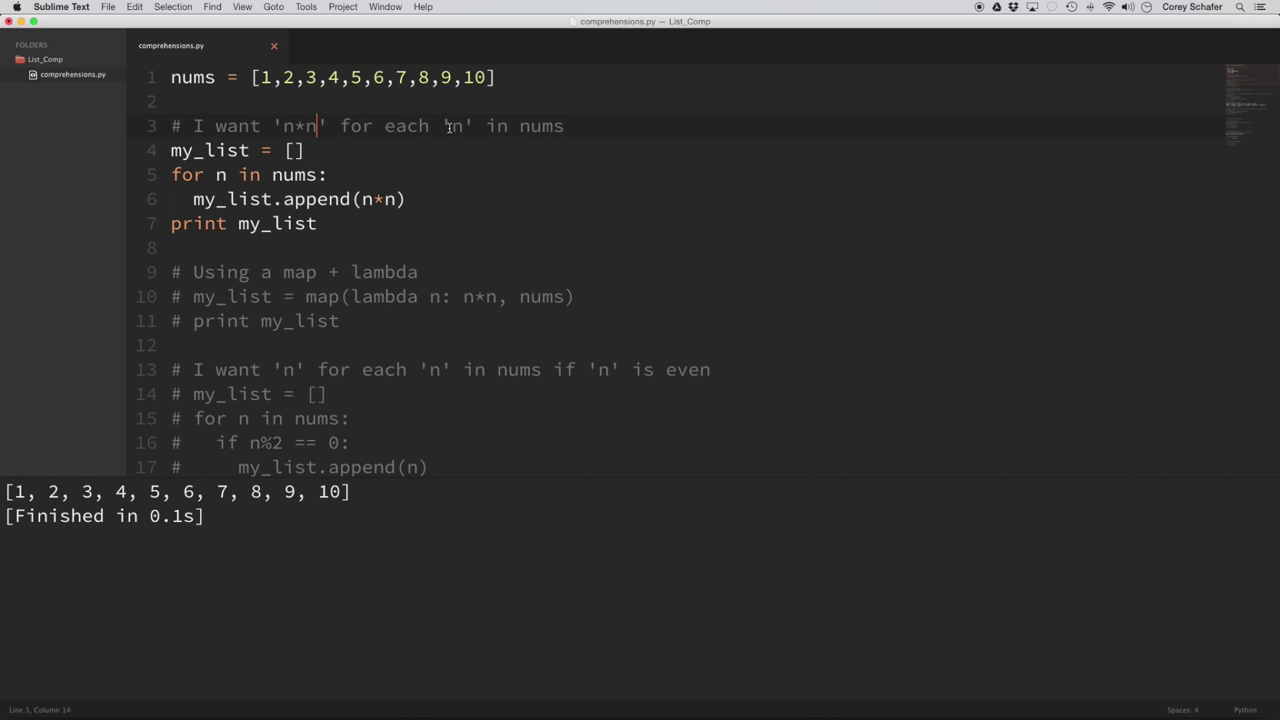 Sublime Text File Edit Selection Find View Goto Tools Project Window Help Corey Schafer
comprehensions.py — List_Comp
FOLDERS
List_Comp
comprehensions.py
comprehensions.py
1 nums = [1,2,3,4,5,6,7,8,9,10]
2
3 # I want 'n*n' for each 'n' in nums
4 my_list = []
5 for n in nums:
6 my_list.append(n*n)
7 print my_list
8
9 # Using a map + lambda
10 # my_list = map(lambda n: n*n, nums)
11 # print my_list
12
13 # I want 'n' for each 'n' in nums if 'n' is even
14 # my_list = []
15 # for n in nums:
16 # if n%2 == 0:
17 # my_list.append(n)
[1, 2, 3, 4, 5, 6, 7, 8, 9, 10]
[Finished in 0.1s]
Line 3, Column 14 Spaces: 4 Python